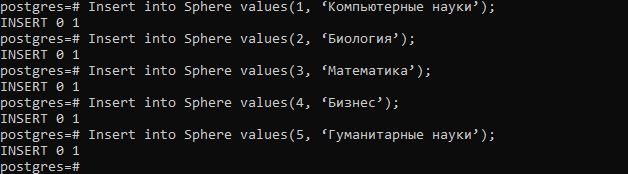 postgres=# Insert into Sphere values(1, ‘Компьютерные науки’);
INSERT 0 1
postgres=# Insert into Sphere values(2, ‘Биология’);
INSERT 0 1
postgres=# Insert into Sphere values(3, ‘Математика’);
INSERT 0 1
postgres=# Insert into Sphere values(4, ‘Бизнес’);
INSERT 0 1
postgres=# Insert into Sphere values(5, ‘Гуманитарные науки’);
INSERT 0 1
postgres=#